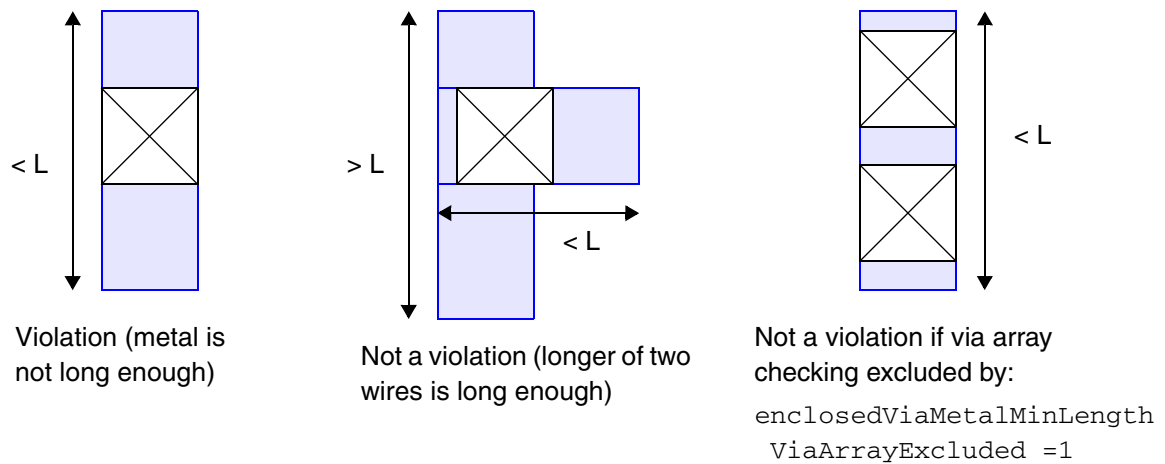 < L
Violation (metal is
not long enough)
> L
< L
Not a violation (longer of two
wires is long enough)
< L
Not a violation if via array
checking excluded by:
enclosedViaMetalMinLength
ViaArrayExcluded =1